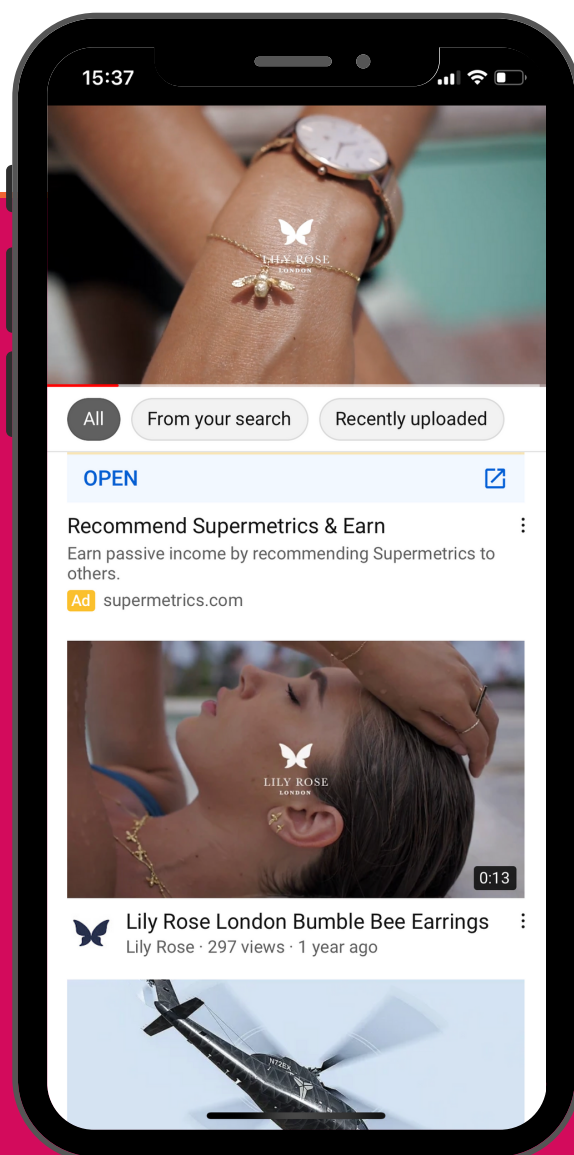 15:37
LILY ROSE
LONDON
All
From your search
Recently uploaded
OPEN
Recommend Supermetrics & Earn
Earn passive income by recommending Supermetrics to
others.
Ad supermetrics.com
LILY ROSE
LONDON
0:13
Lily Rose London Bumble Bee Earrings
Lily Rose · 297 views · 1 year ago
N72EX